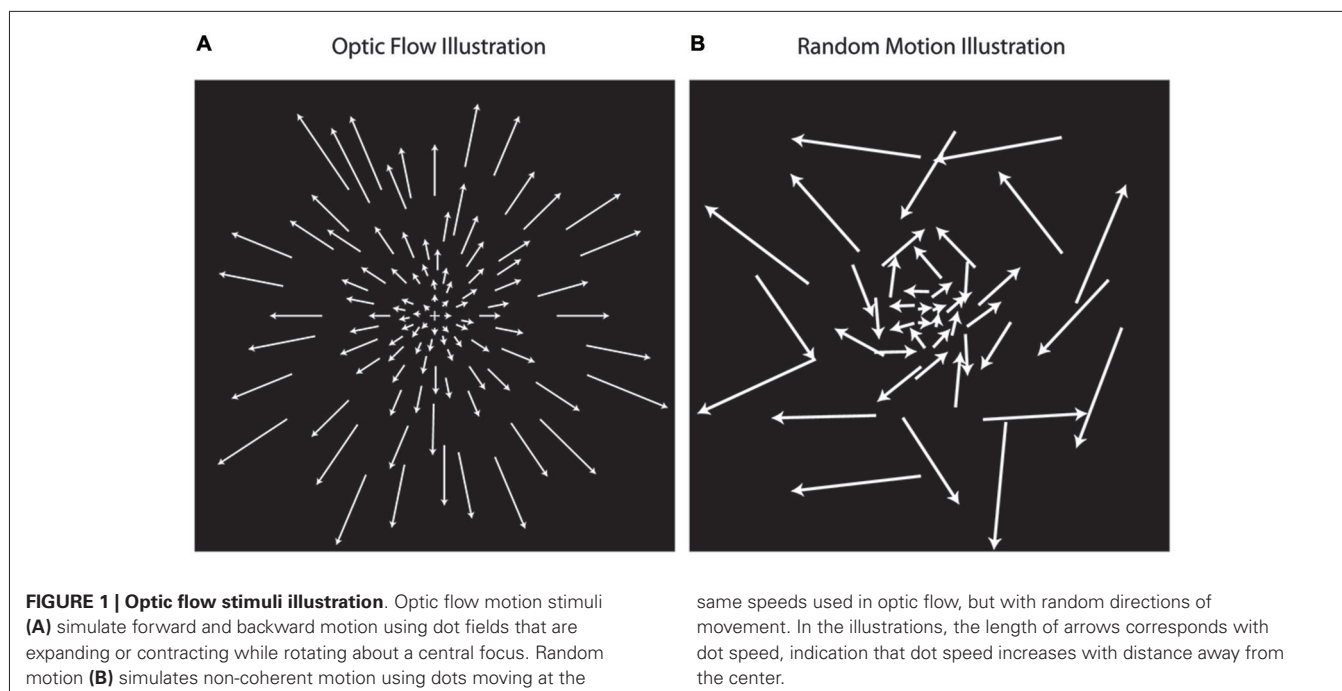 A Optic Flow Illustration
B Random Motion Illustration
FIGURE 1 | Optic flow stimuli illustration. Optic flow motion stimuli
(A) simulate forward and backward motion using dot fields that are
expanding or contracting while rotating about a central focus. Random
motion (B) simulates non-coherent motion using dots moving at the
same speeds used in optic flow, but with random directions of
movement. In the illustrations, the length of arrows corresponds with
dot speed, indication that dot speed increases with distance away from
the center.